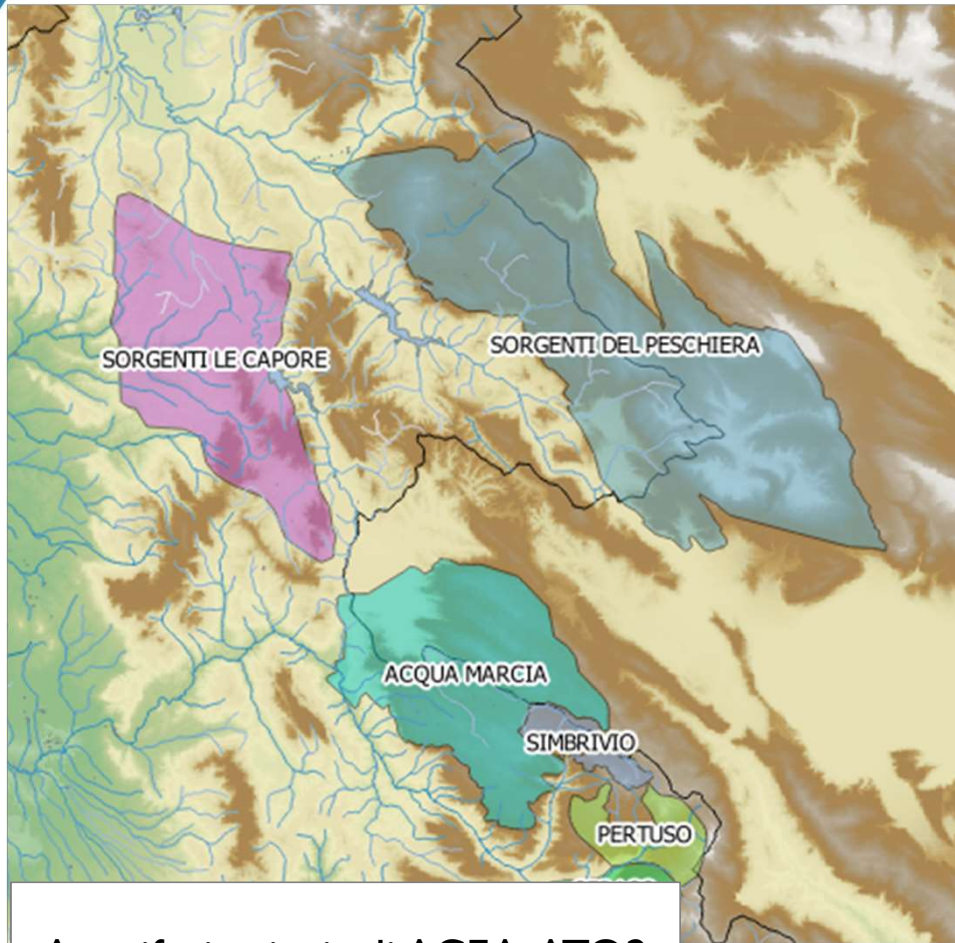 SORGENTI LE CAPORE
SORGENTI DEL PESCHIERA
ACQUA MARCIA
SIMBRIVIO
PERTUSO